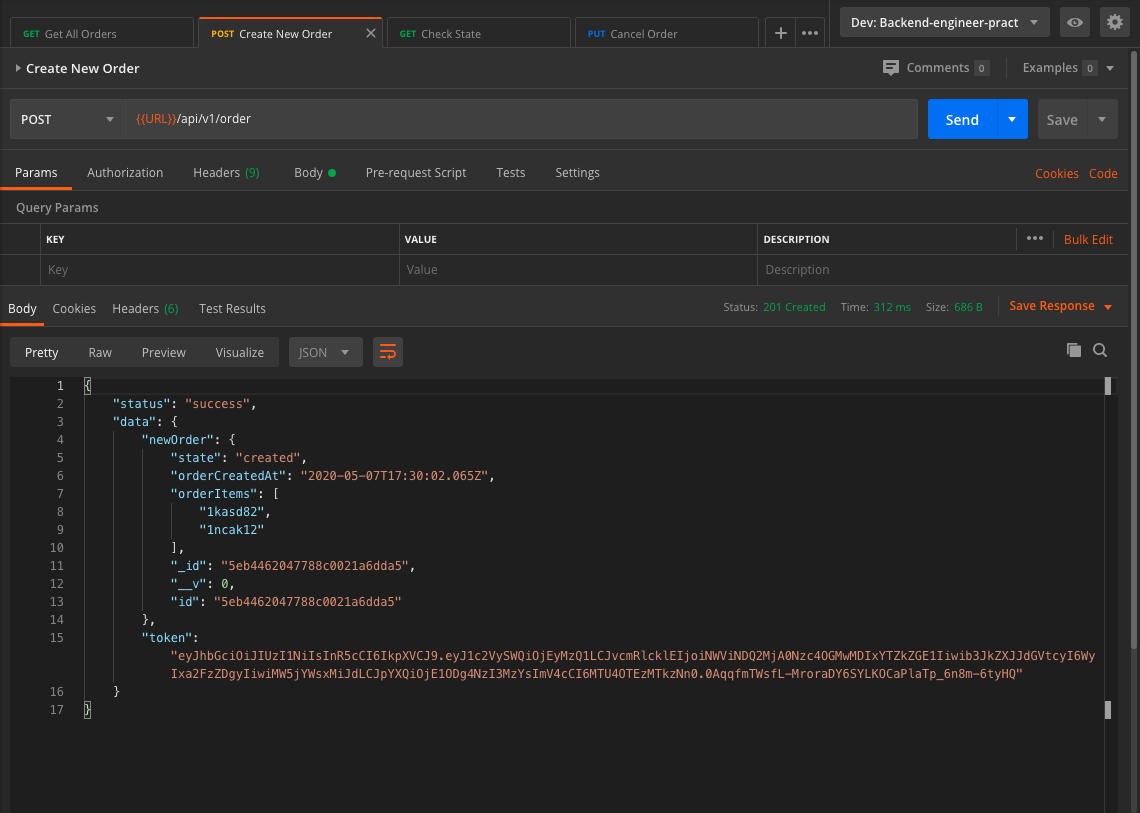 GET Get All Orders
POST Create New Order
GET Check State
PUT Cancel Order
Dev: Backend-engineer-pract
Create New Order
Comments 0
Examples 0
POST
{{URL}}/api/v1/order
Send
Save
Params Authorization Headers (9) Body Pre-request Script Tests Settings
Cookies Code
Query Params
KEY VALUE DESCRIPTION
Bulk Edit
Key Value Description
Body Cookies Headers (6) Test Results
Status: 201 Created Time: 312 ms Size: 686 B
Save Response
Pretty Raw Preview Visualize JSON
1 {
2 "status": "success",
3 "data": {
4 "newOrder": {
5 "state": "created",
6 "orderCreatedAt": "2020-05-07T17:30:02.065Z",
7 "orderItems": [
8 "1kasd82",
9 "1ncak12"
10 ],
11 "_id": "5eb4462047788c0021a6dda5",
12 "__v": 0,
13 "id": "5eb4462047788c0021a6dda5"
14 },
15 "token":
"eyJhbGciOiJIUzI1NiIsInR5cCI6IkpXVCJ9.eyJ1c2VySWQiOjEyMzQ1LCJvcmRlcklEIjoiNWViNDQ2MjA0Nzc4OGMwMDIxYTZkZGE1Iiwib3JkZXJJdGVtcyI6Wy
Ixa2FzZDgyIiwiMW5jYWsxMiJdLCJpYXQiOjE1ODg4NzI3MzYsImV4cCI6MTU4OTEzMTkzNn0.0AqqfmTWsfL-MroraDY6SYLKOCaPlaTp_6n8m-6tyHQ"
16 }
17 }